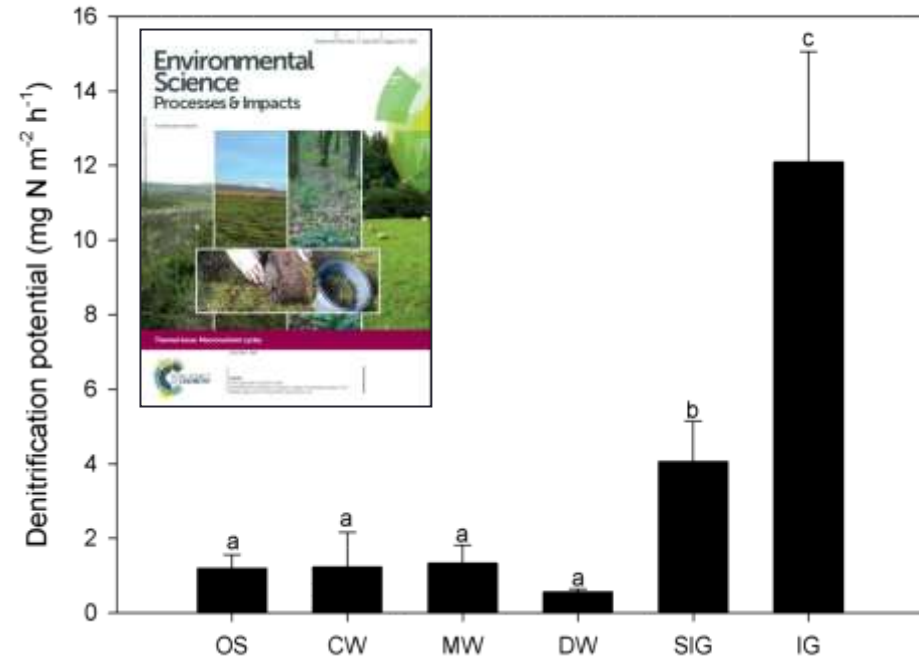 16
14
12
10
8
6
4
2
0
Denitrification potential (mg N m⁻² h⁻¹)
Environmental
Science
Processes & Impacts
a
a
a
a
b
c
OS
CW
MW
DW
SIG
IG